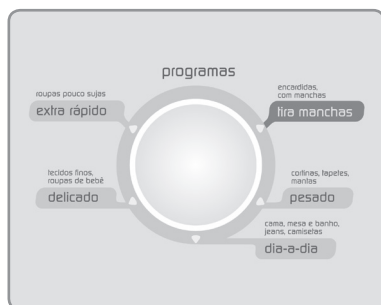 programas
roupas pouco sujas
extra rápido
encardidas,
com manchas
tira manchas
tecidos finos,
roupas de bebê
delicado
cortinas, tapetes,
mantas
pesado
cama, mesa e banho,
jeans, camisetas
dia-a-dia